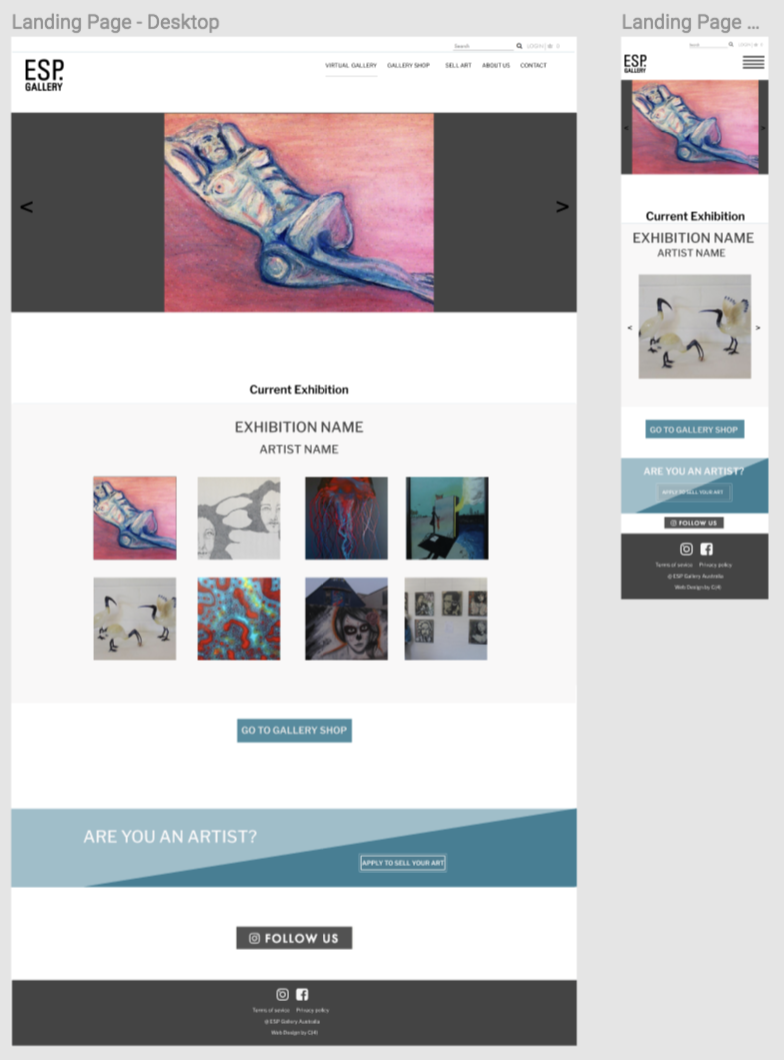 Landing Page - Desktop
Search LOGIN |
ESP.
GALLERY
VIRTUAL GALLERY GALLERY SHOP SELL ART ABOUT US CONTACT
< >
Current Exhibition
EXHIBITION NAME
ARTIST NAME
GO TO GALLERY SHOP
ARE YOU AN ARTIST?
APPLY TO SELL YOUR ART
FOLLOW US
Terms of service Privacy policy
@ ESP Gallery Australia
Web Design by
Landing Page ...
Search LOGIN |
ESP.
GALLERY
< >
Current Exhibition
EXHIBITION NAME
ARTIST NAME
< >
GO TO GALLERY SHOP
ARE YOU AN ARTIST?
APPLY TO SELL YOUR ART
FOLLOW US
Terms of service Privacy policy
@ ESP Gallery Australia
Web Design by